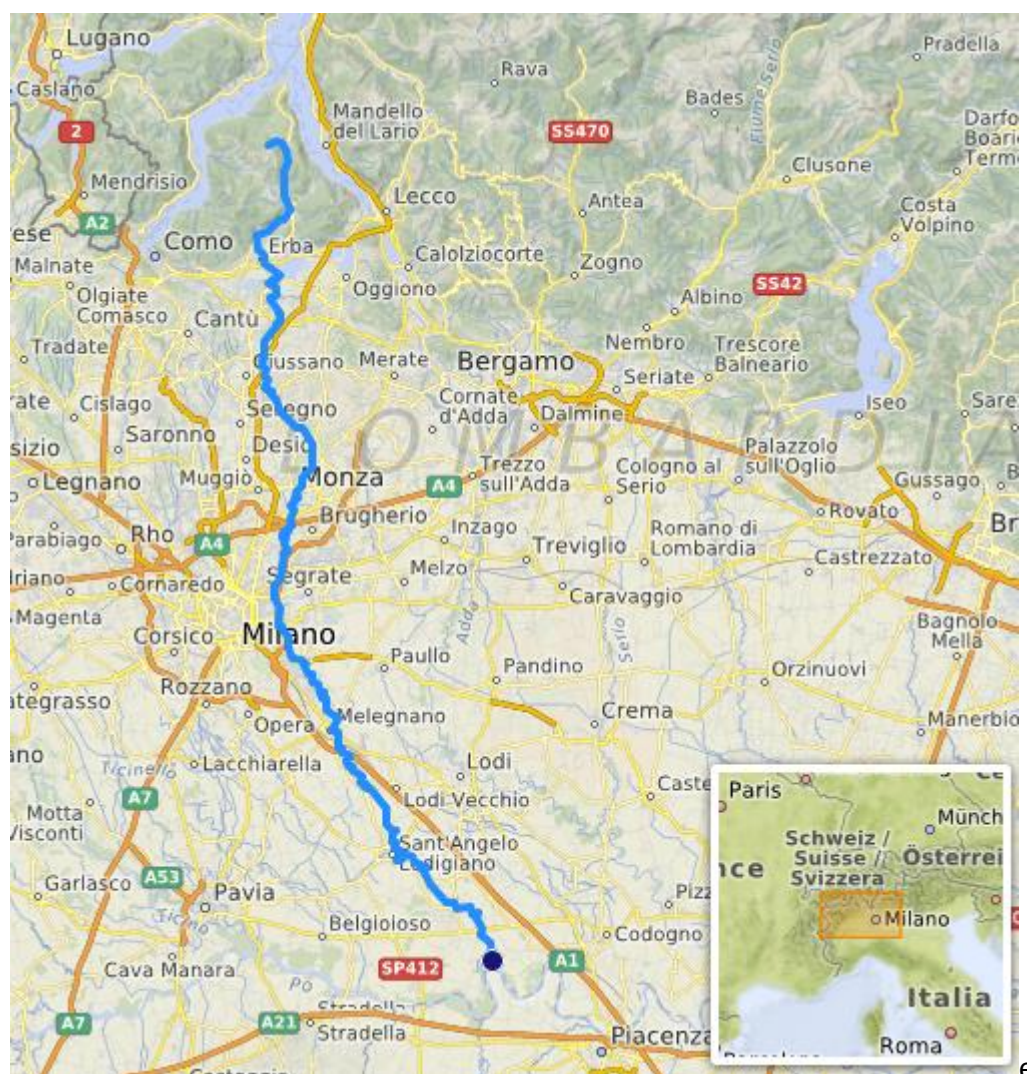 Lugano
Pradella
Rava
Caslano
Bades
Fiume Serio
Mandello
del Lario
2
SS470
Darfo
Boario
Terme
Clusone
Mendrisio
Lecco
Antea
Costa
Volpino
A2
ese
Como
Erba
Calolziocorte
Zogno
Malnate
SS42
Oggiono
Olgiate
Comasco
Albino
Cantù
Nembro
Trescore
Balneario
Tradate
Giussano
Merate
Bergamo
Seriate
rate
Cislago
Seregno
Cornate
d'Adda
Dalmine
Iseo
Sare
LOMBARDIA
Saronno
Desio
sizio
Palazzolo
sull'Oglio
Legnano
Muggio
Monza
A4
Trezzo
sull'Adda
Cologno al
Serio
Gussago
B
Brugherio
Rovato
Parabiago
Rho
A4
Inzago
Romano di
Lombardia
Br
Treviglio
Castrezzato
driano
Cornaredo
Segrate
Melzo
Caravaggio
Magenta
Adda
Serio
Bagnolo
Mella
Corsico
Milano
Paullo
Pandino
Orzinuovi
Rozzano
ategrasso
Opera
Melegnano
Crema
Manerbio
ano
Ticinello
Lacchiarella
Lodi
Caste
Motta
Visconti
A7
Lodi Vecchio
Sant'Angelo
Lodigiano
Garlasco
A53
Pavia
Pizz
Ticino
Belgioioso
Codogno
Cava Manara
SP412
A1
Po
Stradella
A7
A21
Stradella
Piacenza
Paris
Münch
Schweiz /
Suisse /
Svizzera
Österrei
nce
Milano
Italia
Roma
e